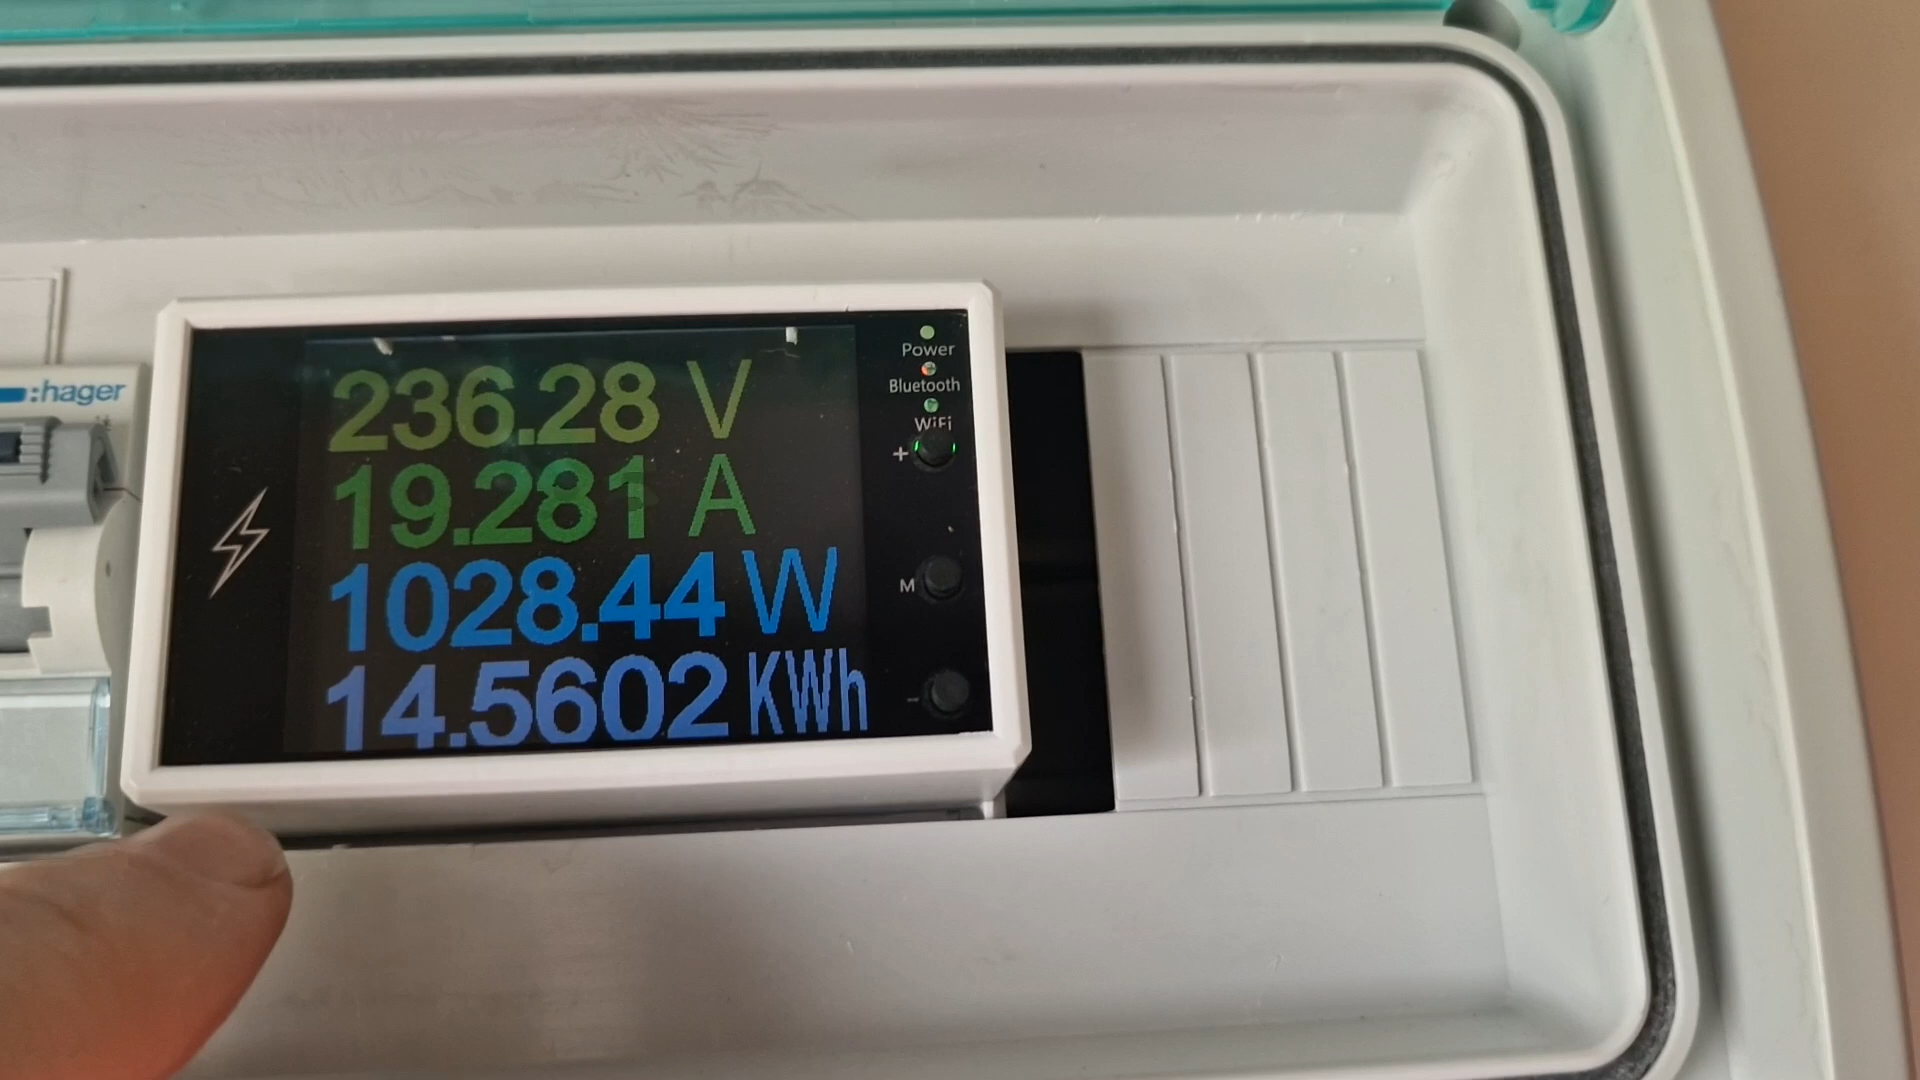 :hager
236.28 V
19.281 A
1028.44 W
14.5602 KWh
Power
Bluetooth
WiFi
+
M
-